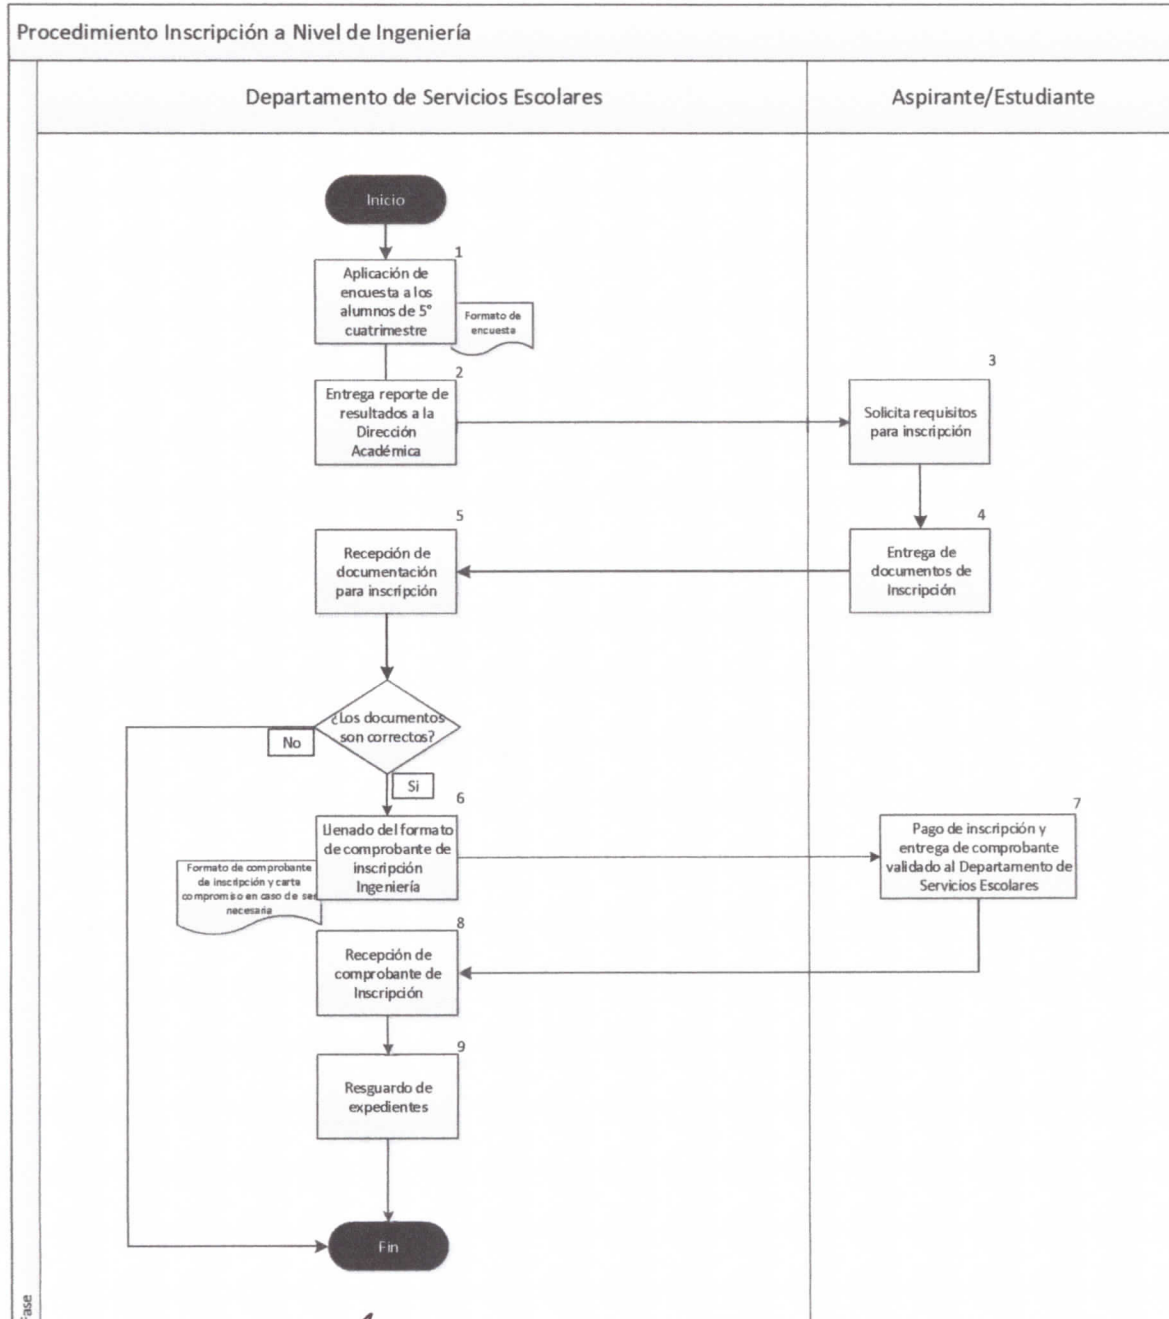 Procedimiento Inscripción a Nivel de Ingeniería
Departamento de Servicios Escolares
Aspirante/Estudiante
Inicio
1
Aplicación de
encuesta a los
alumnos de 5°
cuatrimestre
Formato de
encuesta
2
Entrega reporte de
resultados a la
Dirección
Académica
3
Solicita requisitos
para inscripción
4
Entrega de
documentos de
Inscripción
5
Recepción de
documentación
para inscripción
¿Los documentos
son correctos?
No
Si
6
Llenado del formato
de comprobante de
inscripción
Ingeniería
Formato de comprobante
de inscripción y carta
compromiso en caso de ser
necesaria
7
Pago de inscripción y
entrega de comprobante
validado al Departamento de
Servicios Escolares
8
Recepción de
comprobante de
Inscripción
9
Resguardo de
expedientes
Fin
Fase